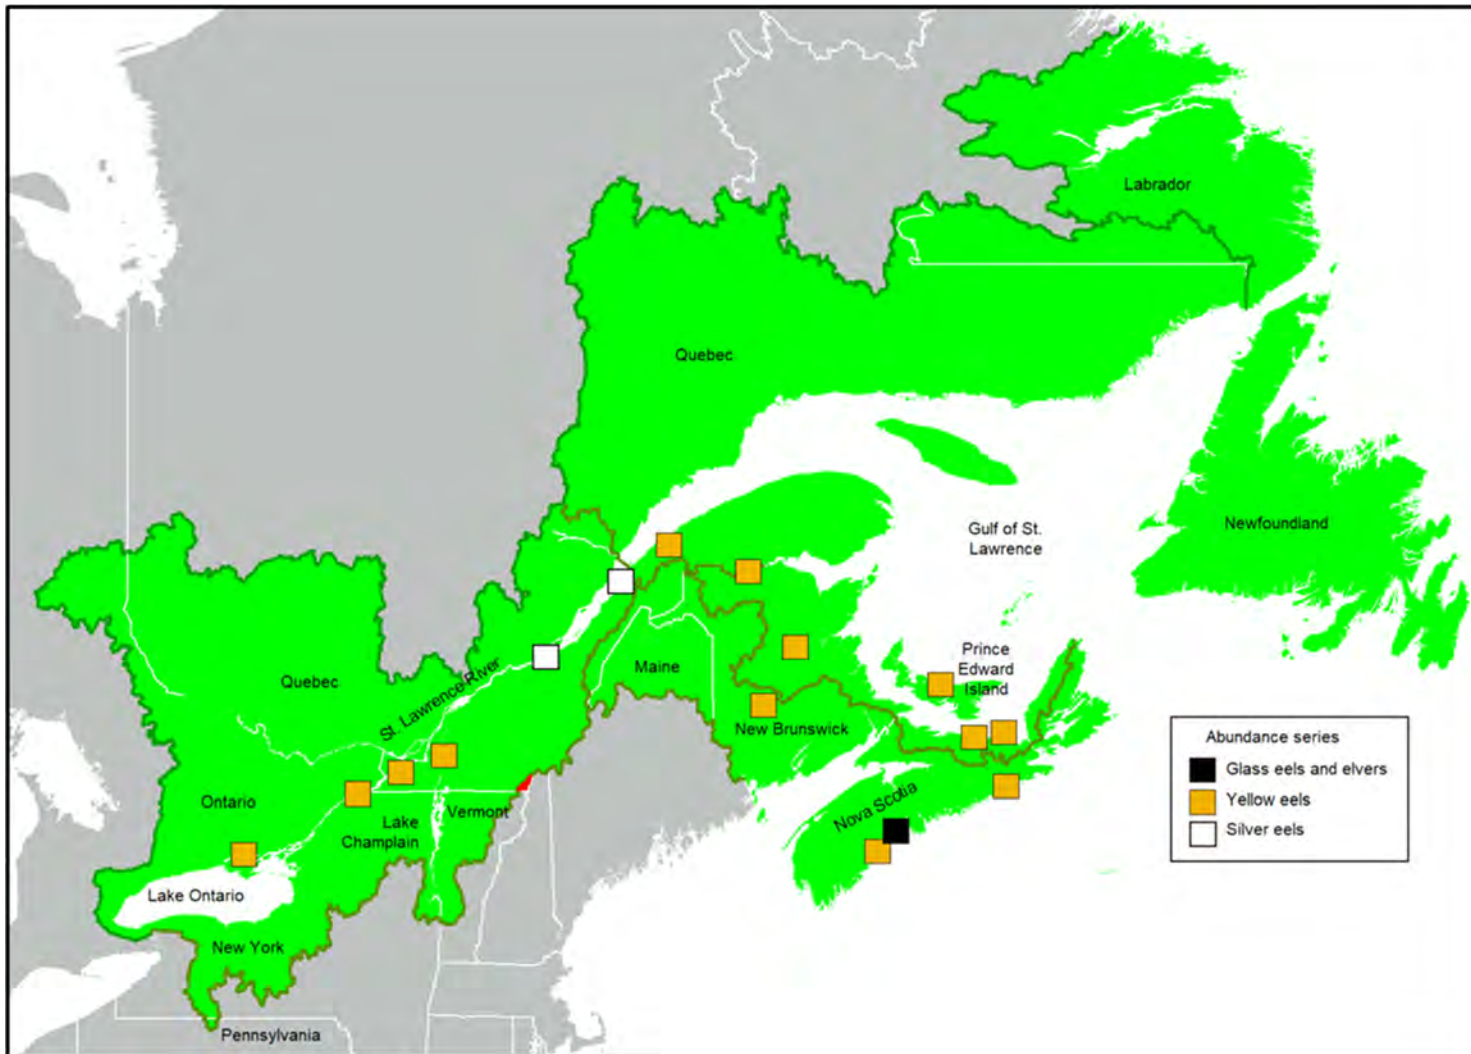 Labrador
Quebec
Gulf of St.
Lawrence
Newfoundland
Prince
Edward
Island
Maine
Quebec
St. Lawrence River
New Brunswick
Abundance series
Glass eels and elvers
Yellow eels
Silver eels
Ontario
Vermont
Lake
Champlain
Nova Scotia
Lake Ontario
New York
Pennsylvania